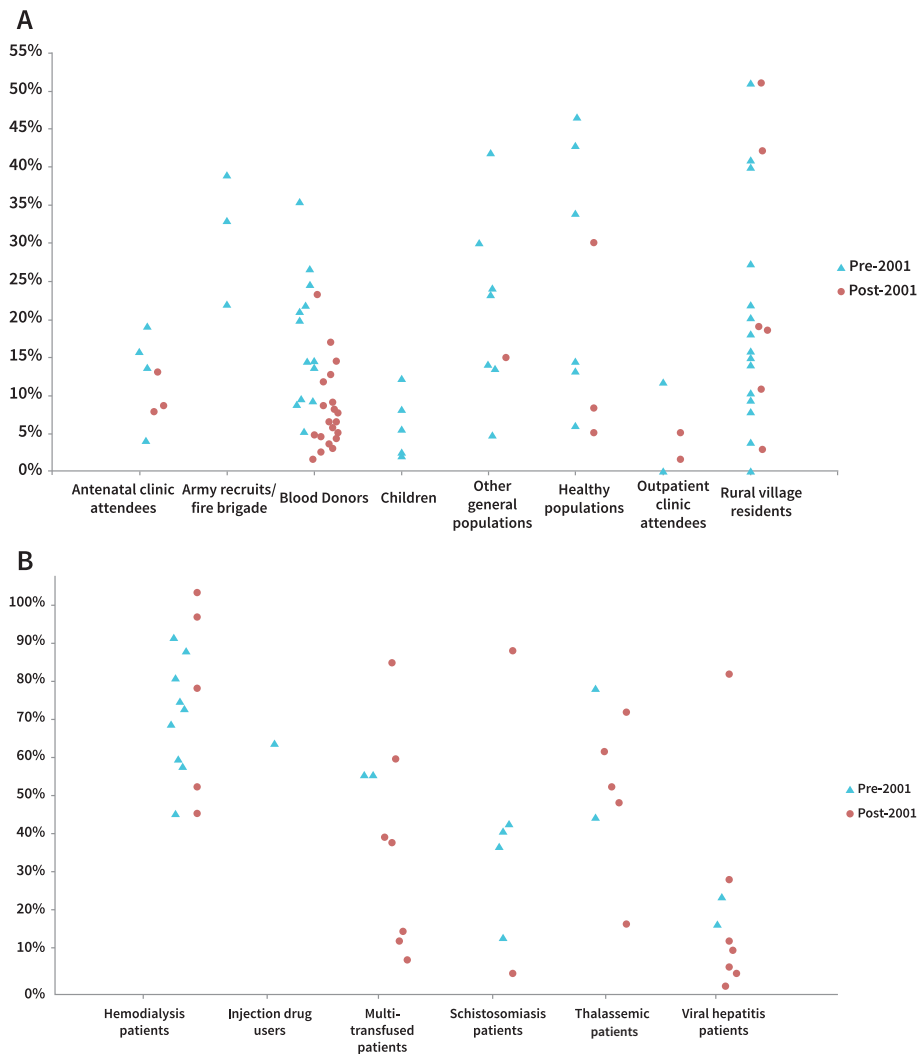 A
55%
50%
45%
40%
35%
30%
25%
20%
15%
10%
5%
0%
Pre-2001
Post-2001
Antenatal clinic
attendees
Army recruits/
fire brigade
Blood Donors
Children
Other
general
populations
Healthy
populations
Outpatient
clinic
attendees
Rural village
residents
B
100%
90%
80%
70%
60%
50%
40%
30%
20%
10%
0%
Pre-2001
Post-2001
Hemodialysis
patients
Injection drug
users
Multi-
transfused
patients
Schistosomiasis
patients
Thalassemic
patients
Viral hepatitis
patients